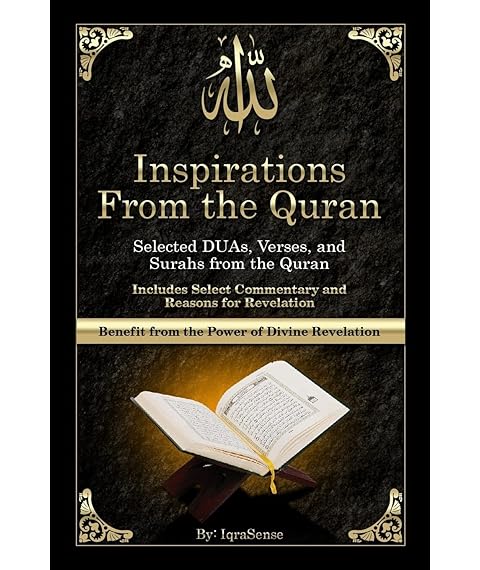 الله
Inspirations
From the Quran
Selected DUAs, Verses, and
Surahs from the Quran
Includes Select Commentary and
Reasons for Revelation
Benefit from the Power of Divine Revelation
By: IqraSense